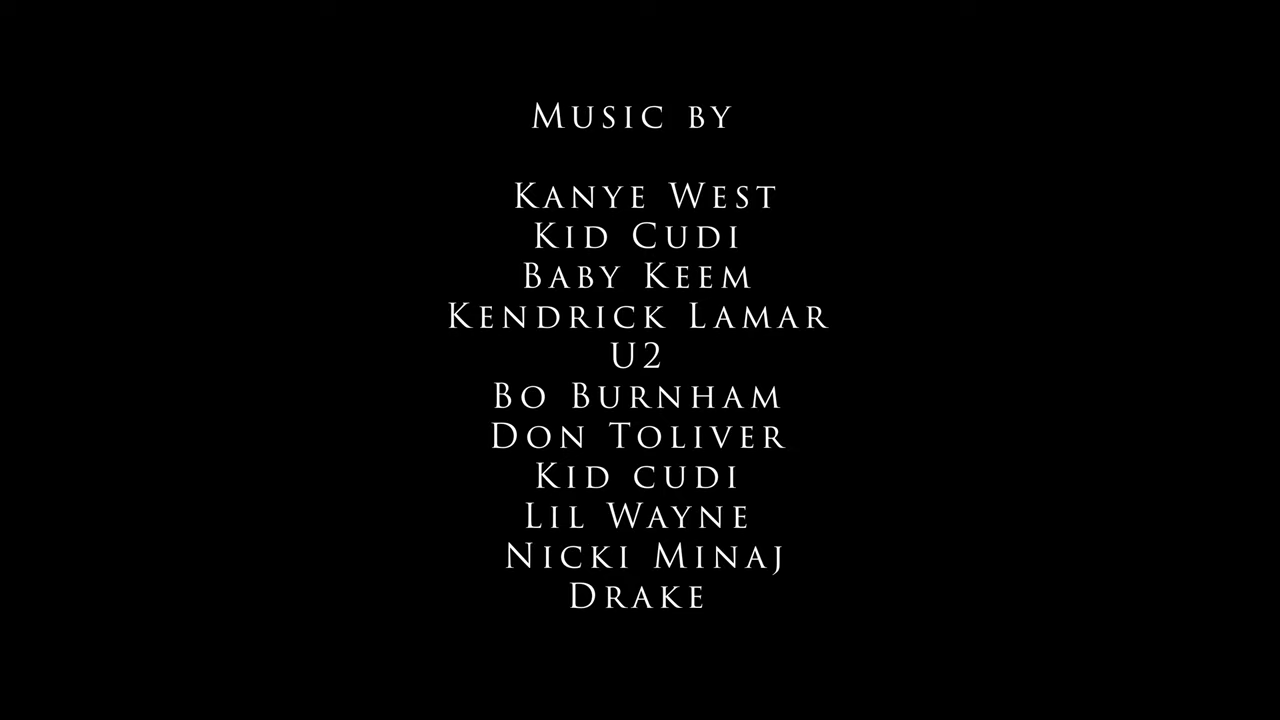 Music by
Kanye West
Kid Cudi
Baby Keem
Kendrick Lamar
U2
Bo Burnham
Don Toliver
Kid cudi
Lil Wayne
Nicki Minaj
Drake